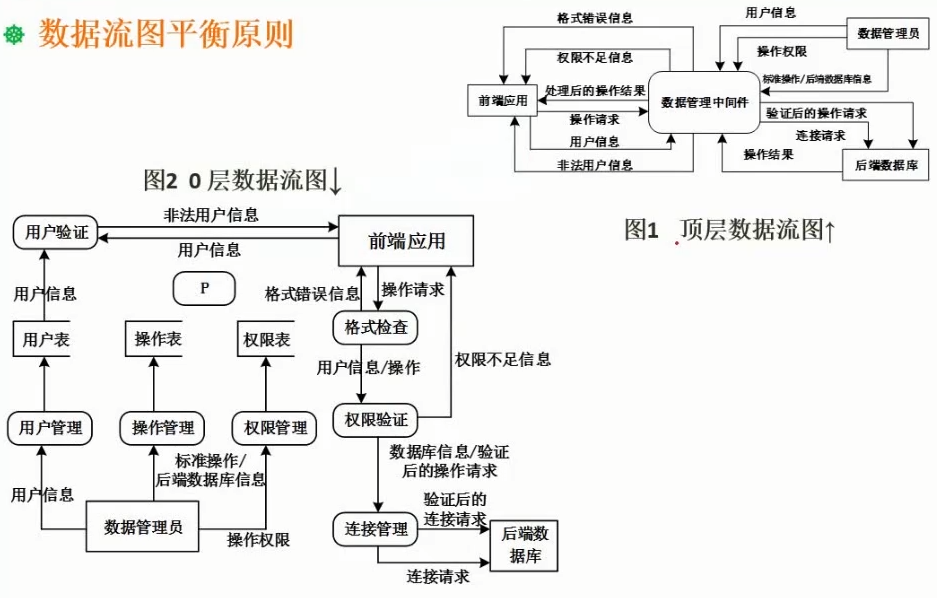 数据流图平衡原则
格式错误信息
权限不足信息
处理后的操作结果
前端应用
操作请求
用户信息
非法用户信息
数据管理中间件
用户信息
操作权限
数据管理员
标准操作/后端数据库信息
验证后的操作请求
连接请求
操作结果
后端数据库
图1 顶层数据流图↑
图2 0层数据流图↓
用户验证
非法用户信息
用户信息
前端应用
P
用户信息
格式错误信息
操作请求
用户表
操作表
权限表
格式检查
用户信息/操作
权限不足信息
用户管理
操作管理
权限管理
权限验证
标准操作/
后端数据库信息
数据库信息/验证
后的操作请求
用户信息
数据管理员
操作权限
连接管理
验证后的
连接请求
后端数
据库
连接请求